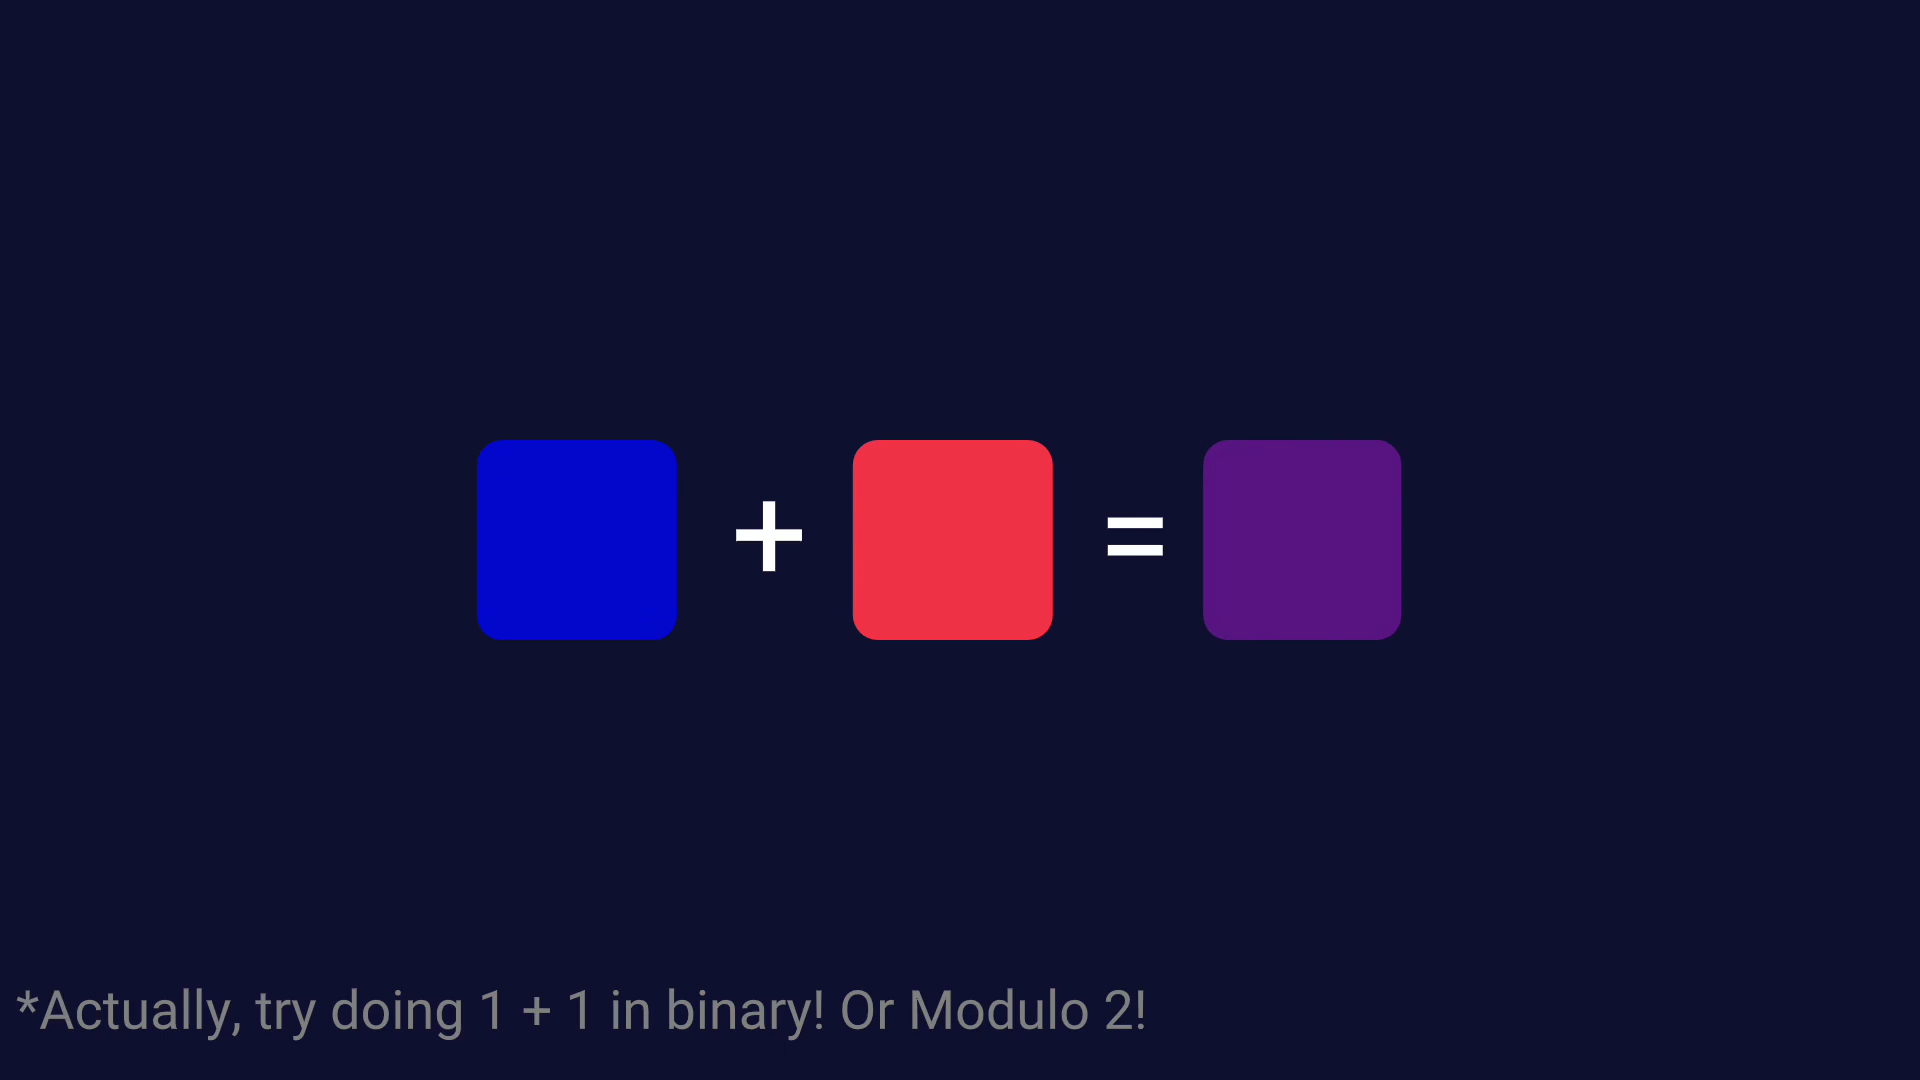 + =
*Actually, try doing 1 + 1 in binary! Or Modulo 2!